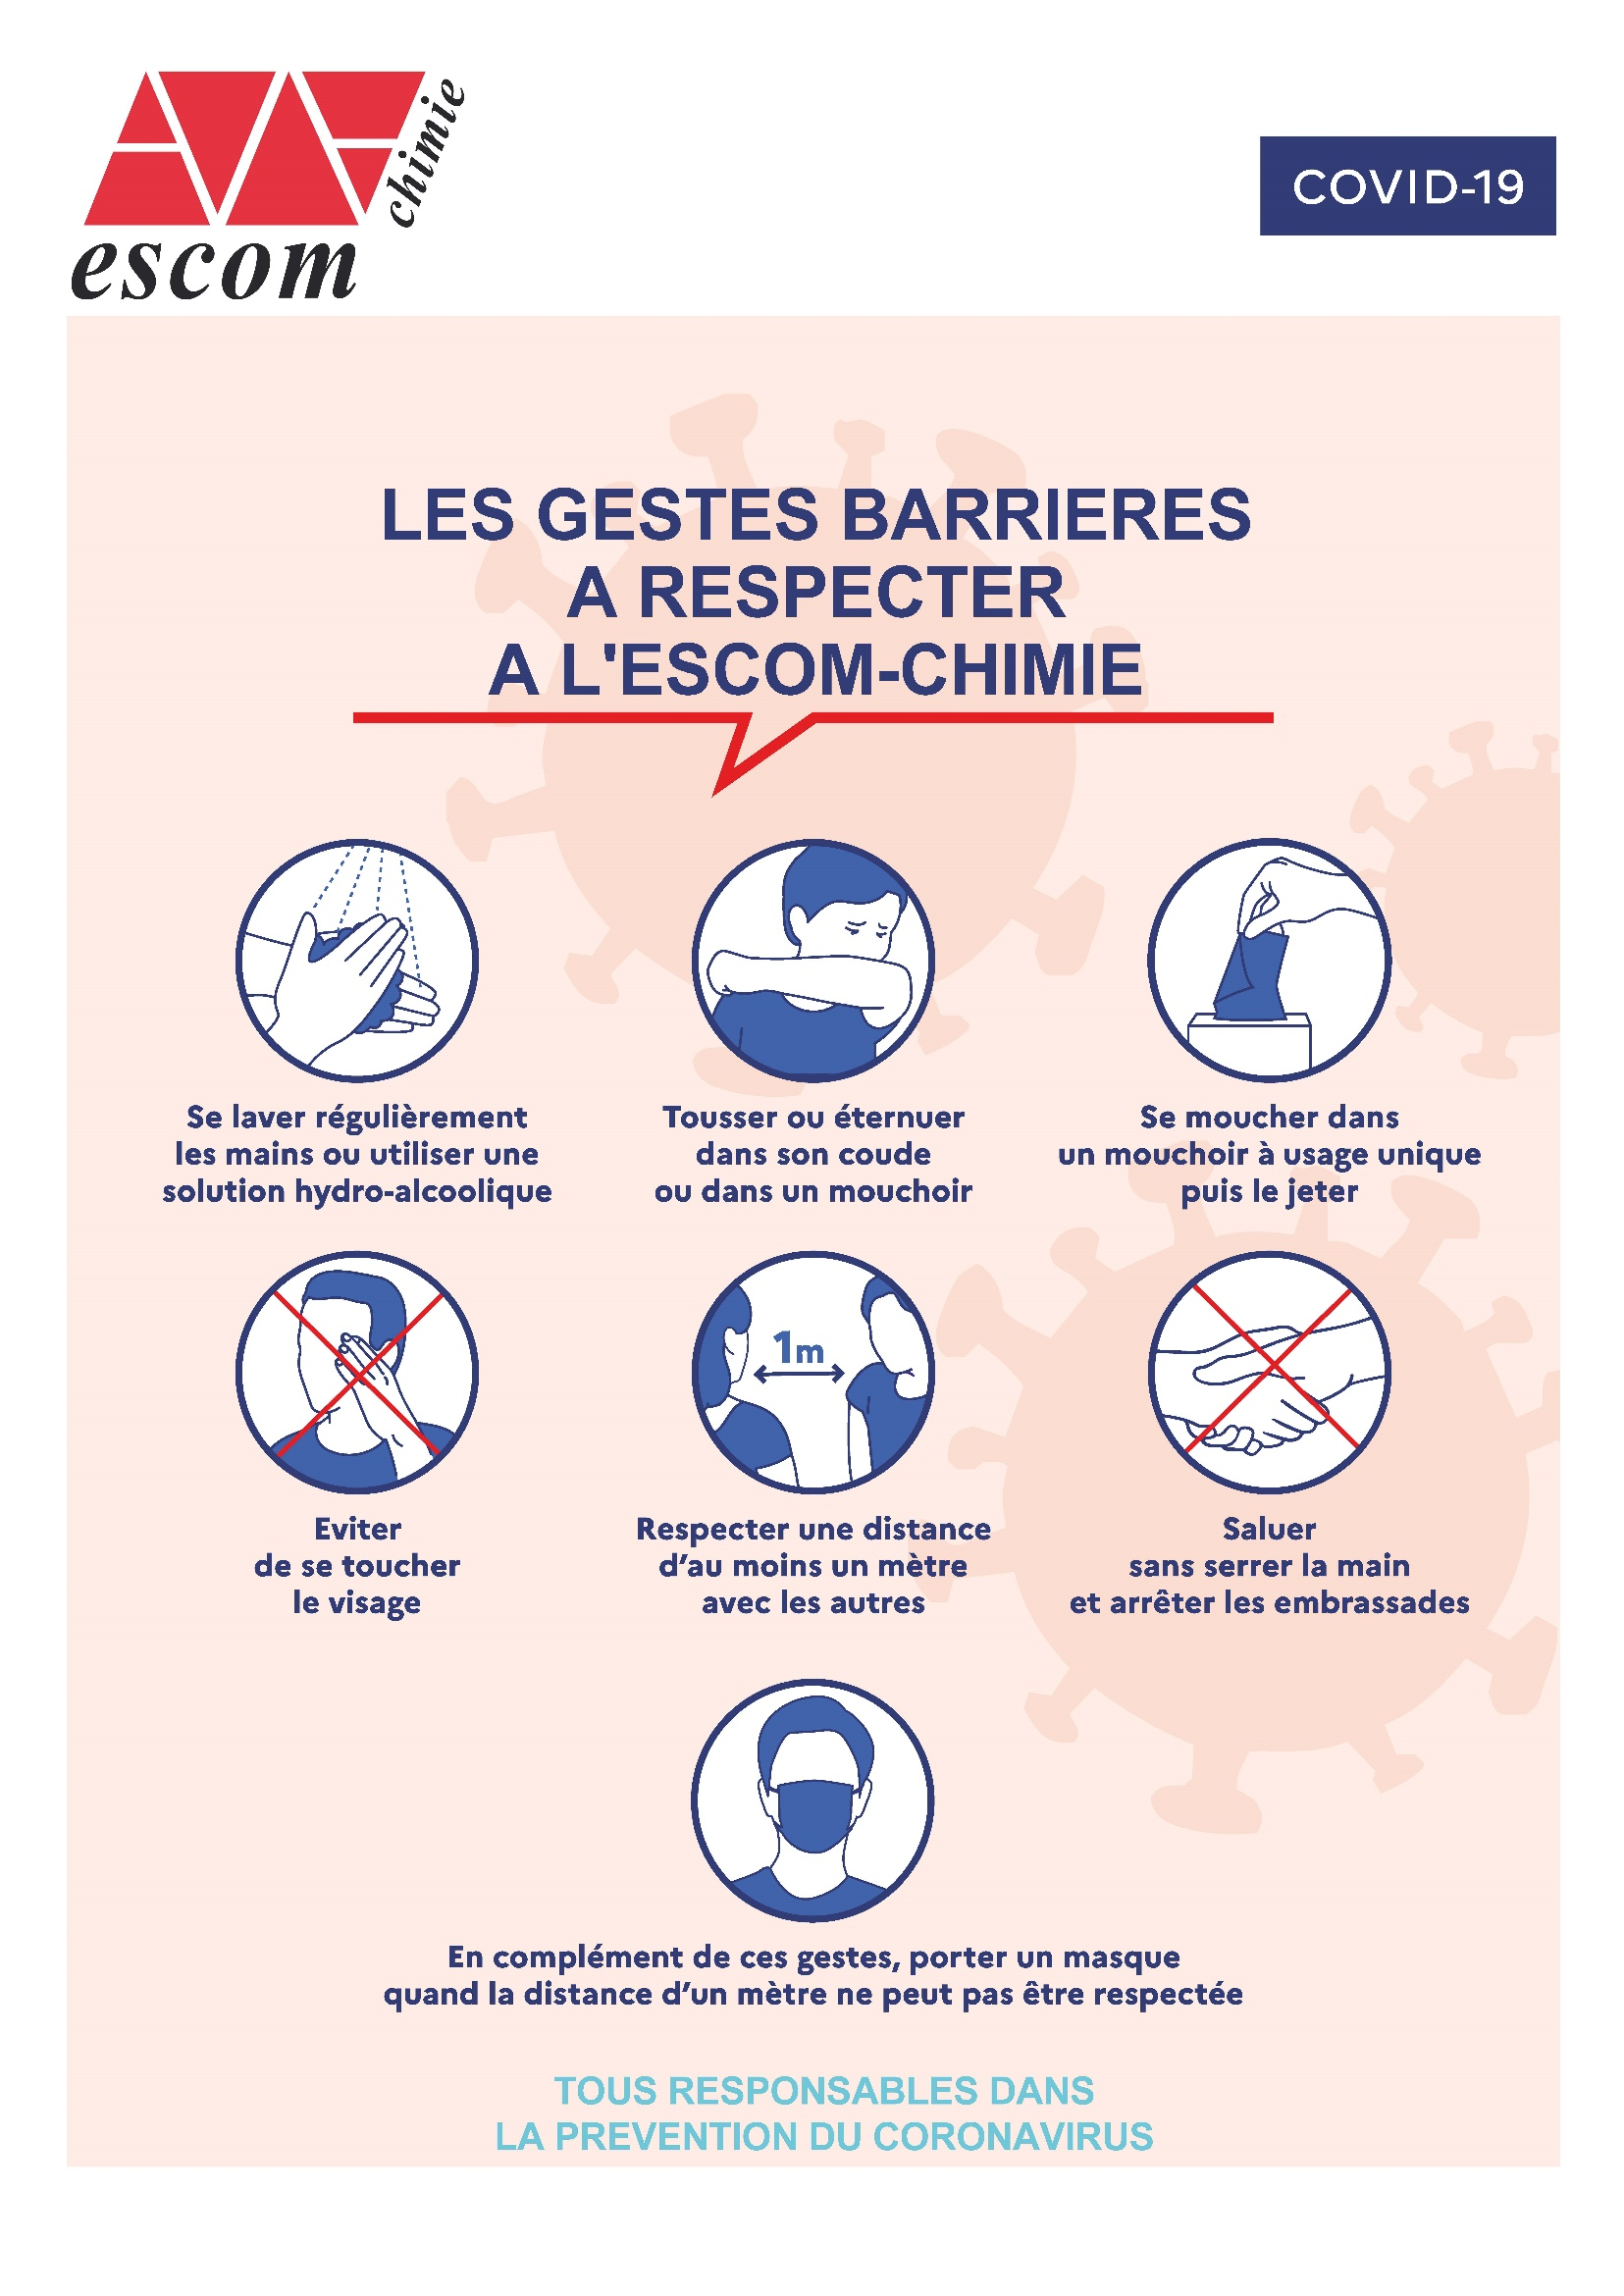 chimie
escom
COVID-19
LES GESTES BARRIERES
A RESPECTER
A L'ESCOM-CHIMIE
Se laver régulièrement
les mains ou utiliser une
solution hydro-alcoolique
Tousser ou éternuer
dans son coude
ou dans un mouchoir
Se moucher dans
un mouchoir à usage unique
puis le jeter
1m
Eviter
de se toucher
le visage
Respecter une distance
d’au moins un mètre
avec les autres
Saluer
sans serrer la main
et arrêter les embrassades
En complément de ces gestes, porter un masque
quand la distance d’un mètre ne peut pas être respectée
TOUS RESPONSABLES DANS
LA PREVENTION DU CORONAVIRUS